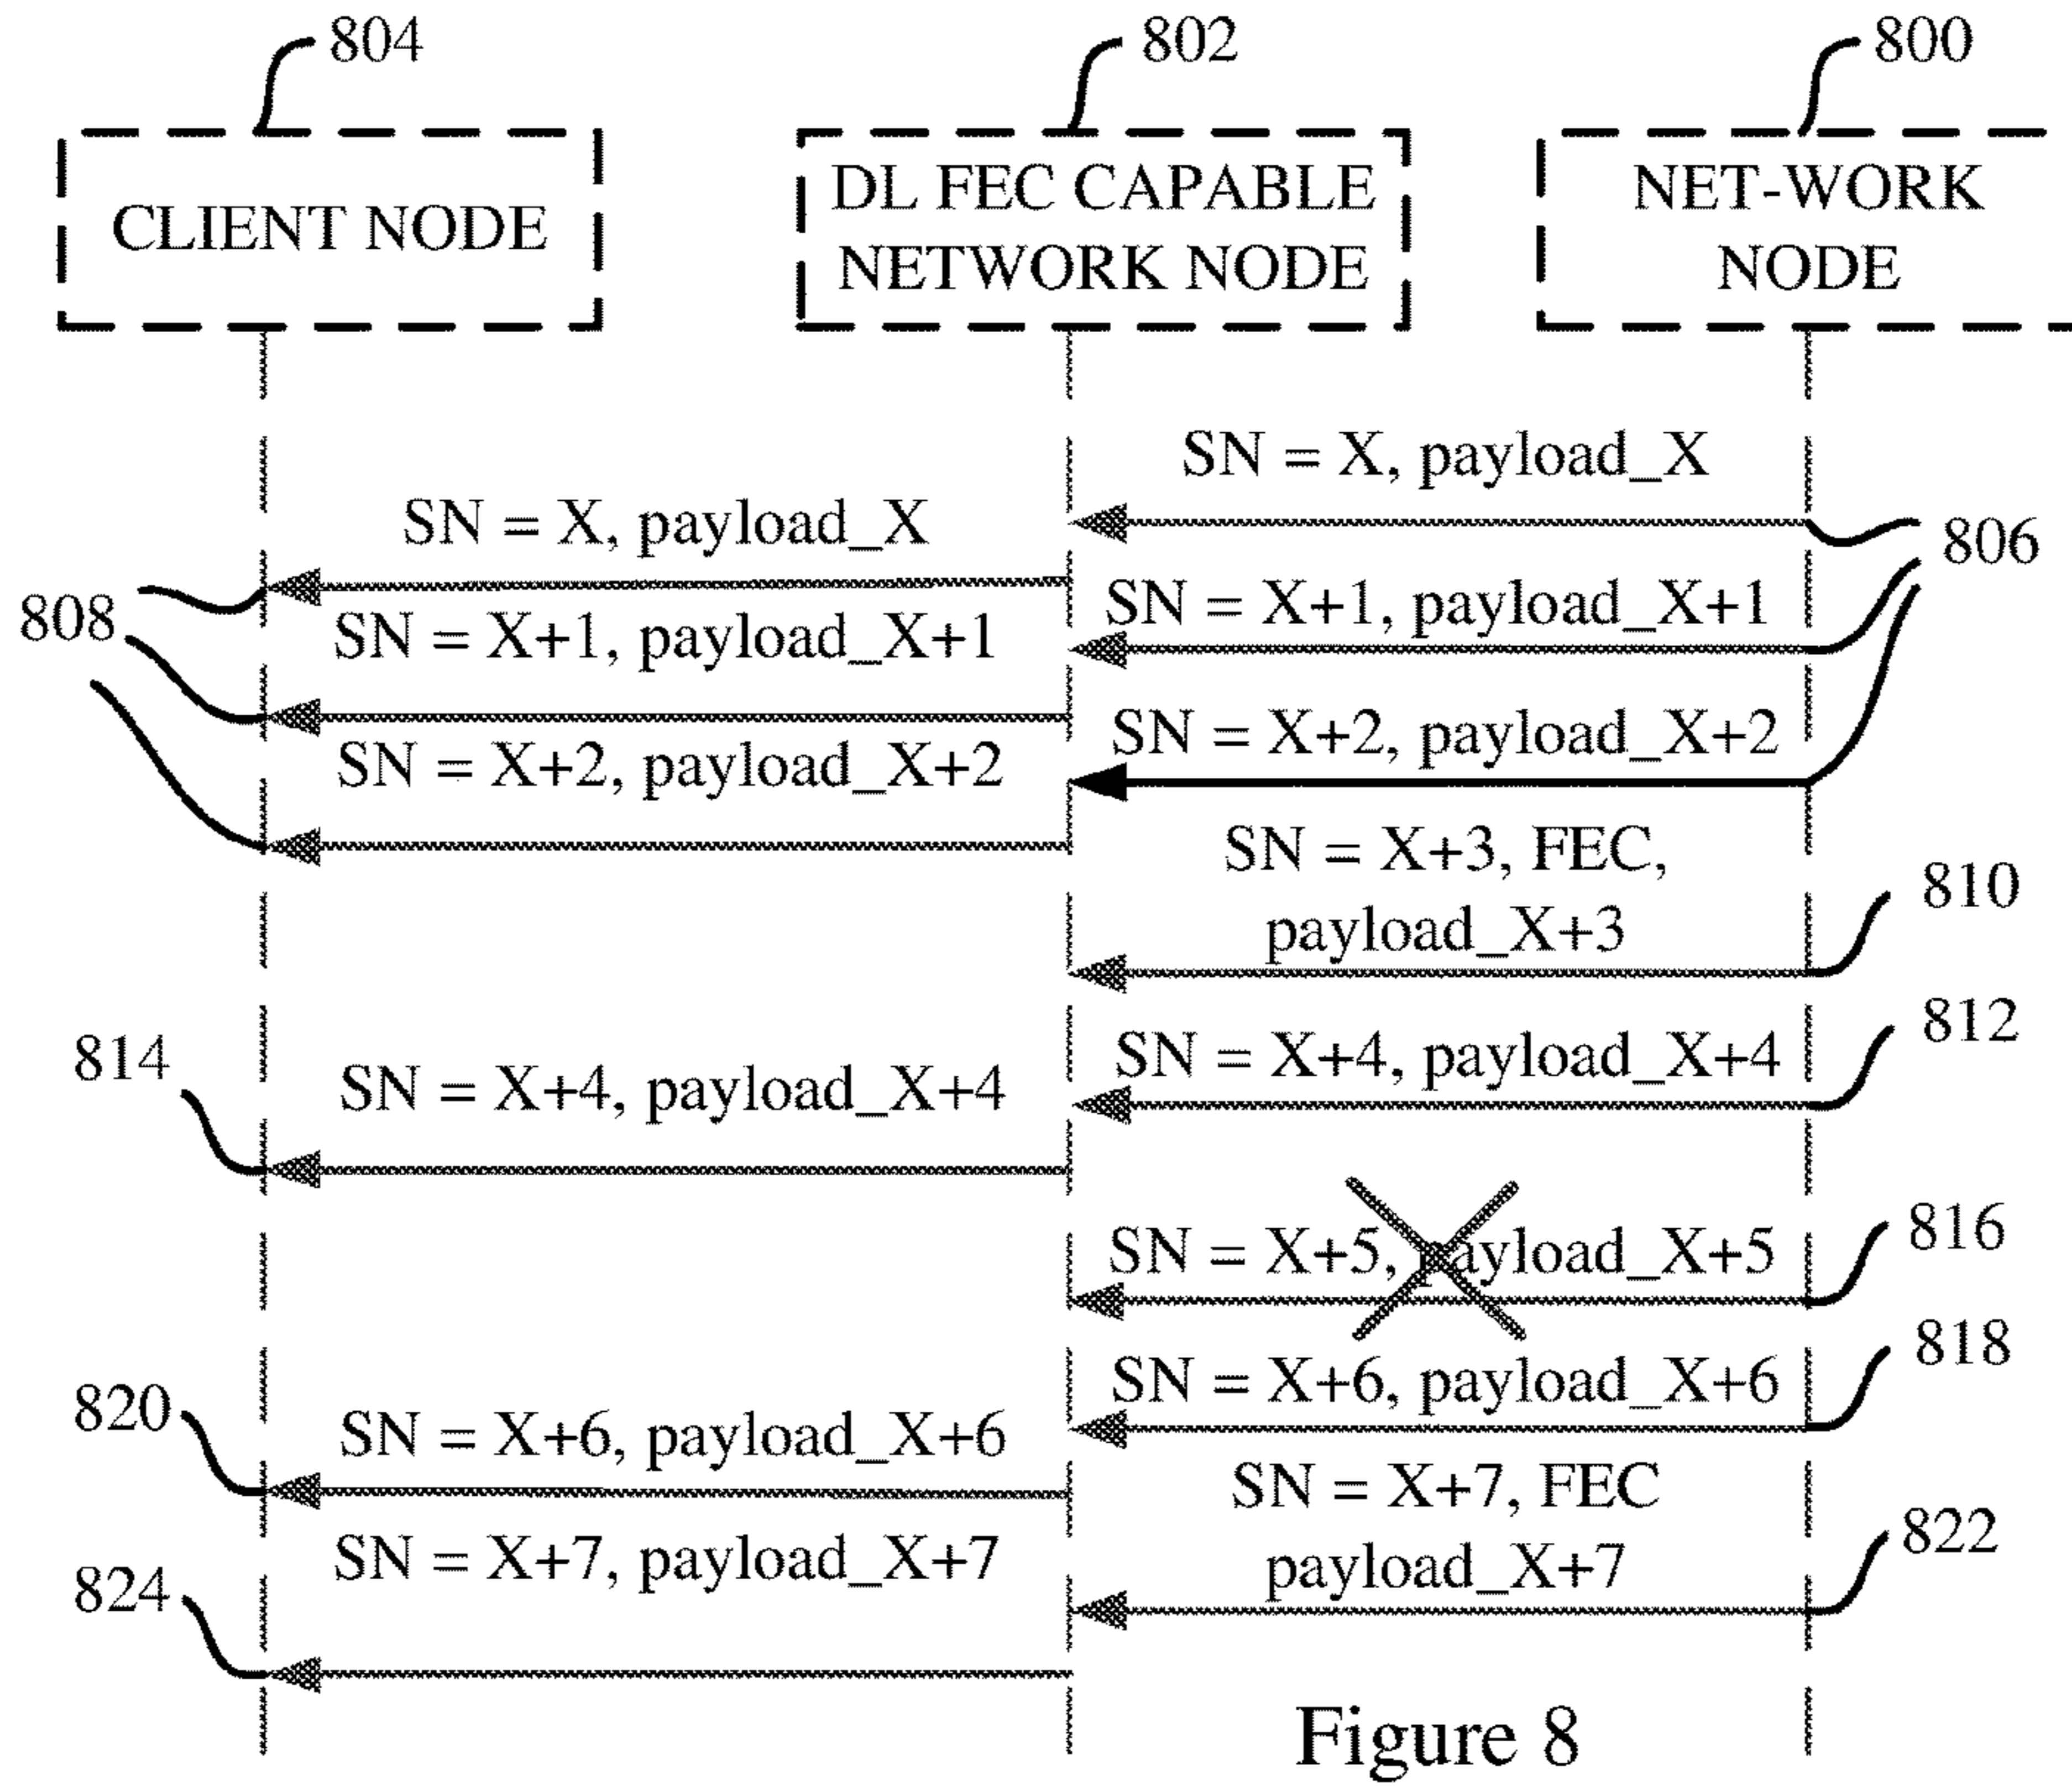 804
802
800
CLIENT NODE
DL FEC CAPABLE
NETWORK NODE
NET-WORK
NODE
SN = X, payload_X
SN = X, payload_X
806
808
SN = X+1, payload_X+1
SN = X+1, payload_X+1
SN = X+2, payload_X+2
SN = X+2, payload_X+2
SN = X+3, FEC,
payload_X+3
810
812
SN = X+4, payload_X+4
814
SN = X+4, payload_X+4
816
SN = X+5, payload_X+5
818
SN = X+6, payload_X+6
820
SN = X+6, payload_X+6
SN = X+7, FEC
payload_X+7
822
SN = X+7, payload_X+7
824
Figure 8